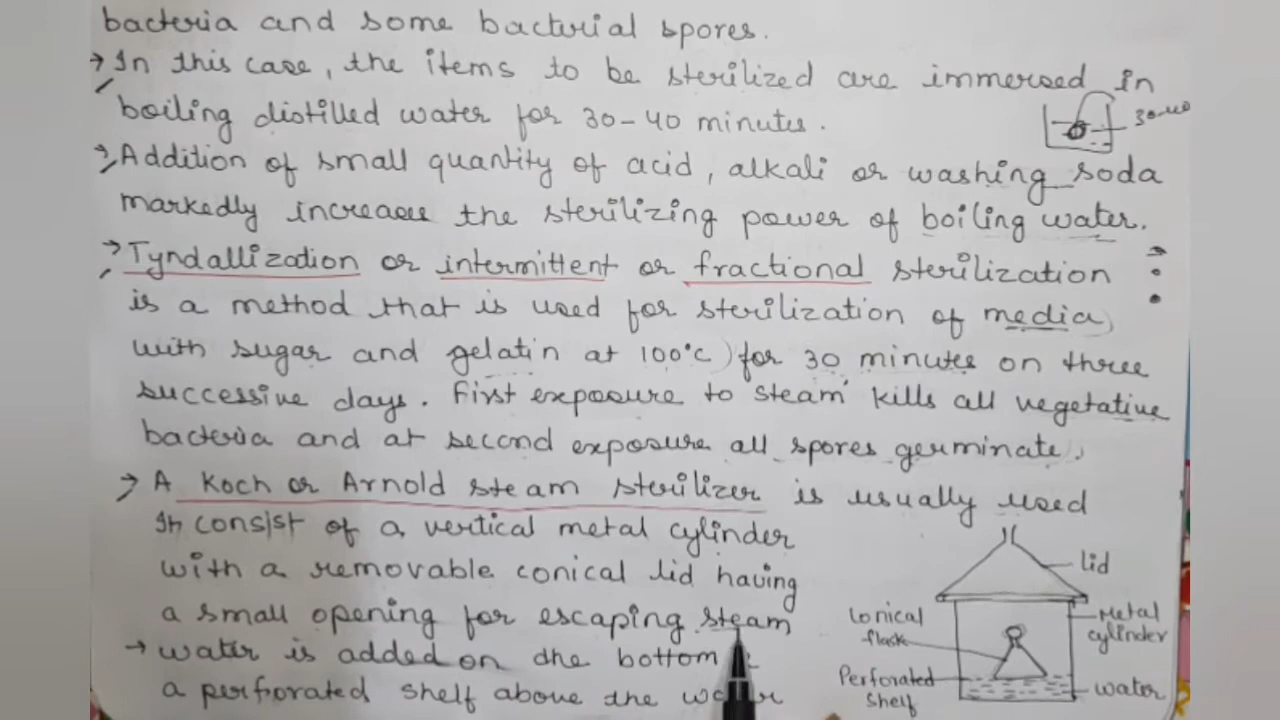 bacteria and some bacterial spores.
→ In this case, the items to be sterilized are immersed in
boiling distilled water for 30-40 minutes.
→ Addition of small quantity of acid, alkali or washing soda
markedly increase the sterilizing power of boiling water.
→ Tyndallization or intermittent or fractional sterilization
is a method that is used for sterilization of media
with sugar and gelatin at 100°C for 30 minutes on three
successive days. First exposure to steam kills all vegetative
bacteria and at second exposure all spores germinate.
→ A Koch or Arnold steam sterilizer is usually used
It consist of a vertical metal cylinder
with a removable conical lid having
a small opening for escaping steam
→ water is added on the bottom
a perforated shelf above the
lid
Conical
flask
Metal
cylinder
Perforated
shelf
water